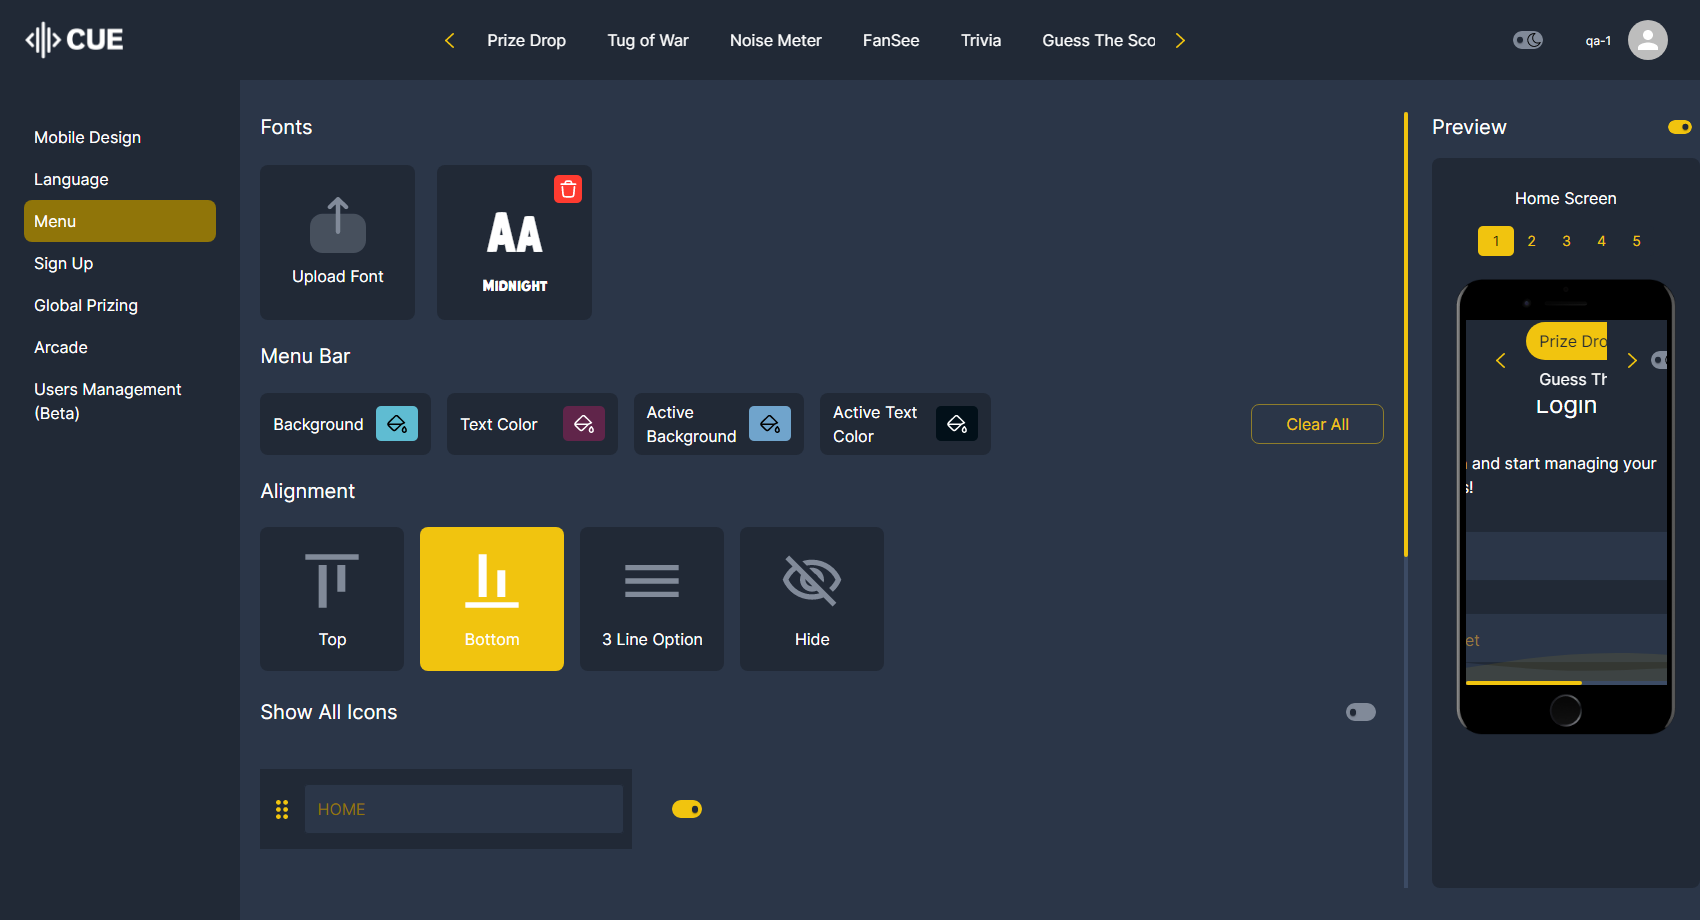 CUE
Prize Drop
Tug of War
Noise Meter
FanSee
Trivia
Guess The Sco
qa-1
Mobile Design
Language
Menu
Sign Up
Global Prizing
Arcade
Users Management
(Beta)
Fonts
Upload Font
AA
MIDNIGHT
Menu Bar
Background
Text Color
Active
Background
Active Text
Color
Clear All
Alignment
Top
Bottom
3 Line Option
Hide
Show All Icons
HOME
Preview
Home Screen
1 2 3 4 5
Prize Dro
Guess Th
Login
and start managing your
s!
et